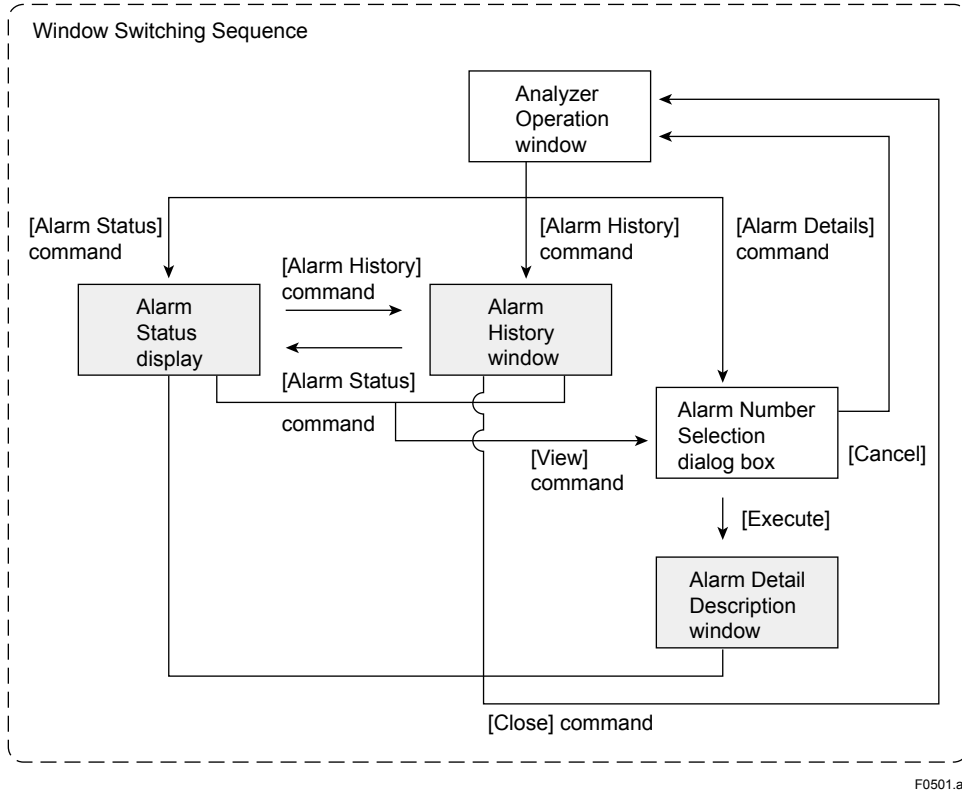 Window Switching Sequence
Analyzer
Operation
window
[Alarm Status]
command
[Alarm History]
command
[Alarm Details]
command
[Alarm History]
command
Alarm
Status
display
Alarm
History
window
[Alarm Status]
command
Alarm Number
Selection
dialog box
[View]
command
[Cancel]
[Execute]
Alarm Detail
Description
window
[Close] command
F0501.a